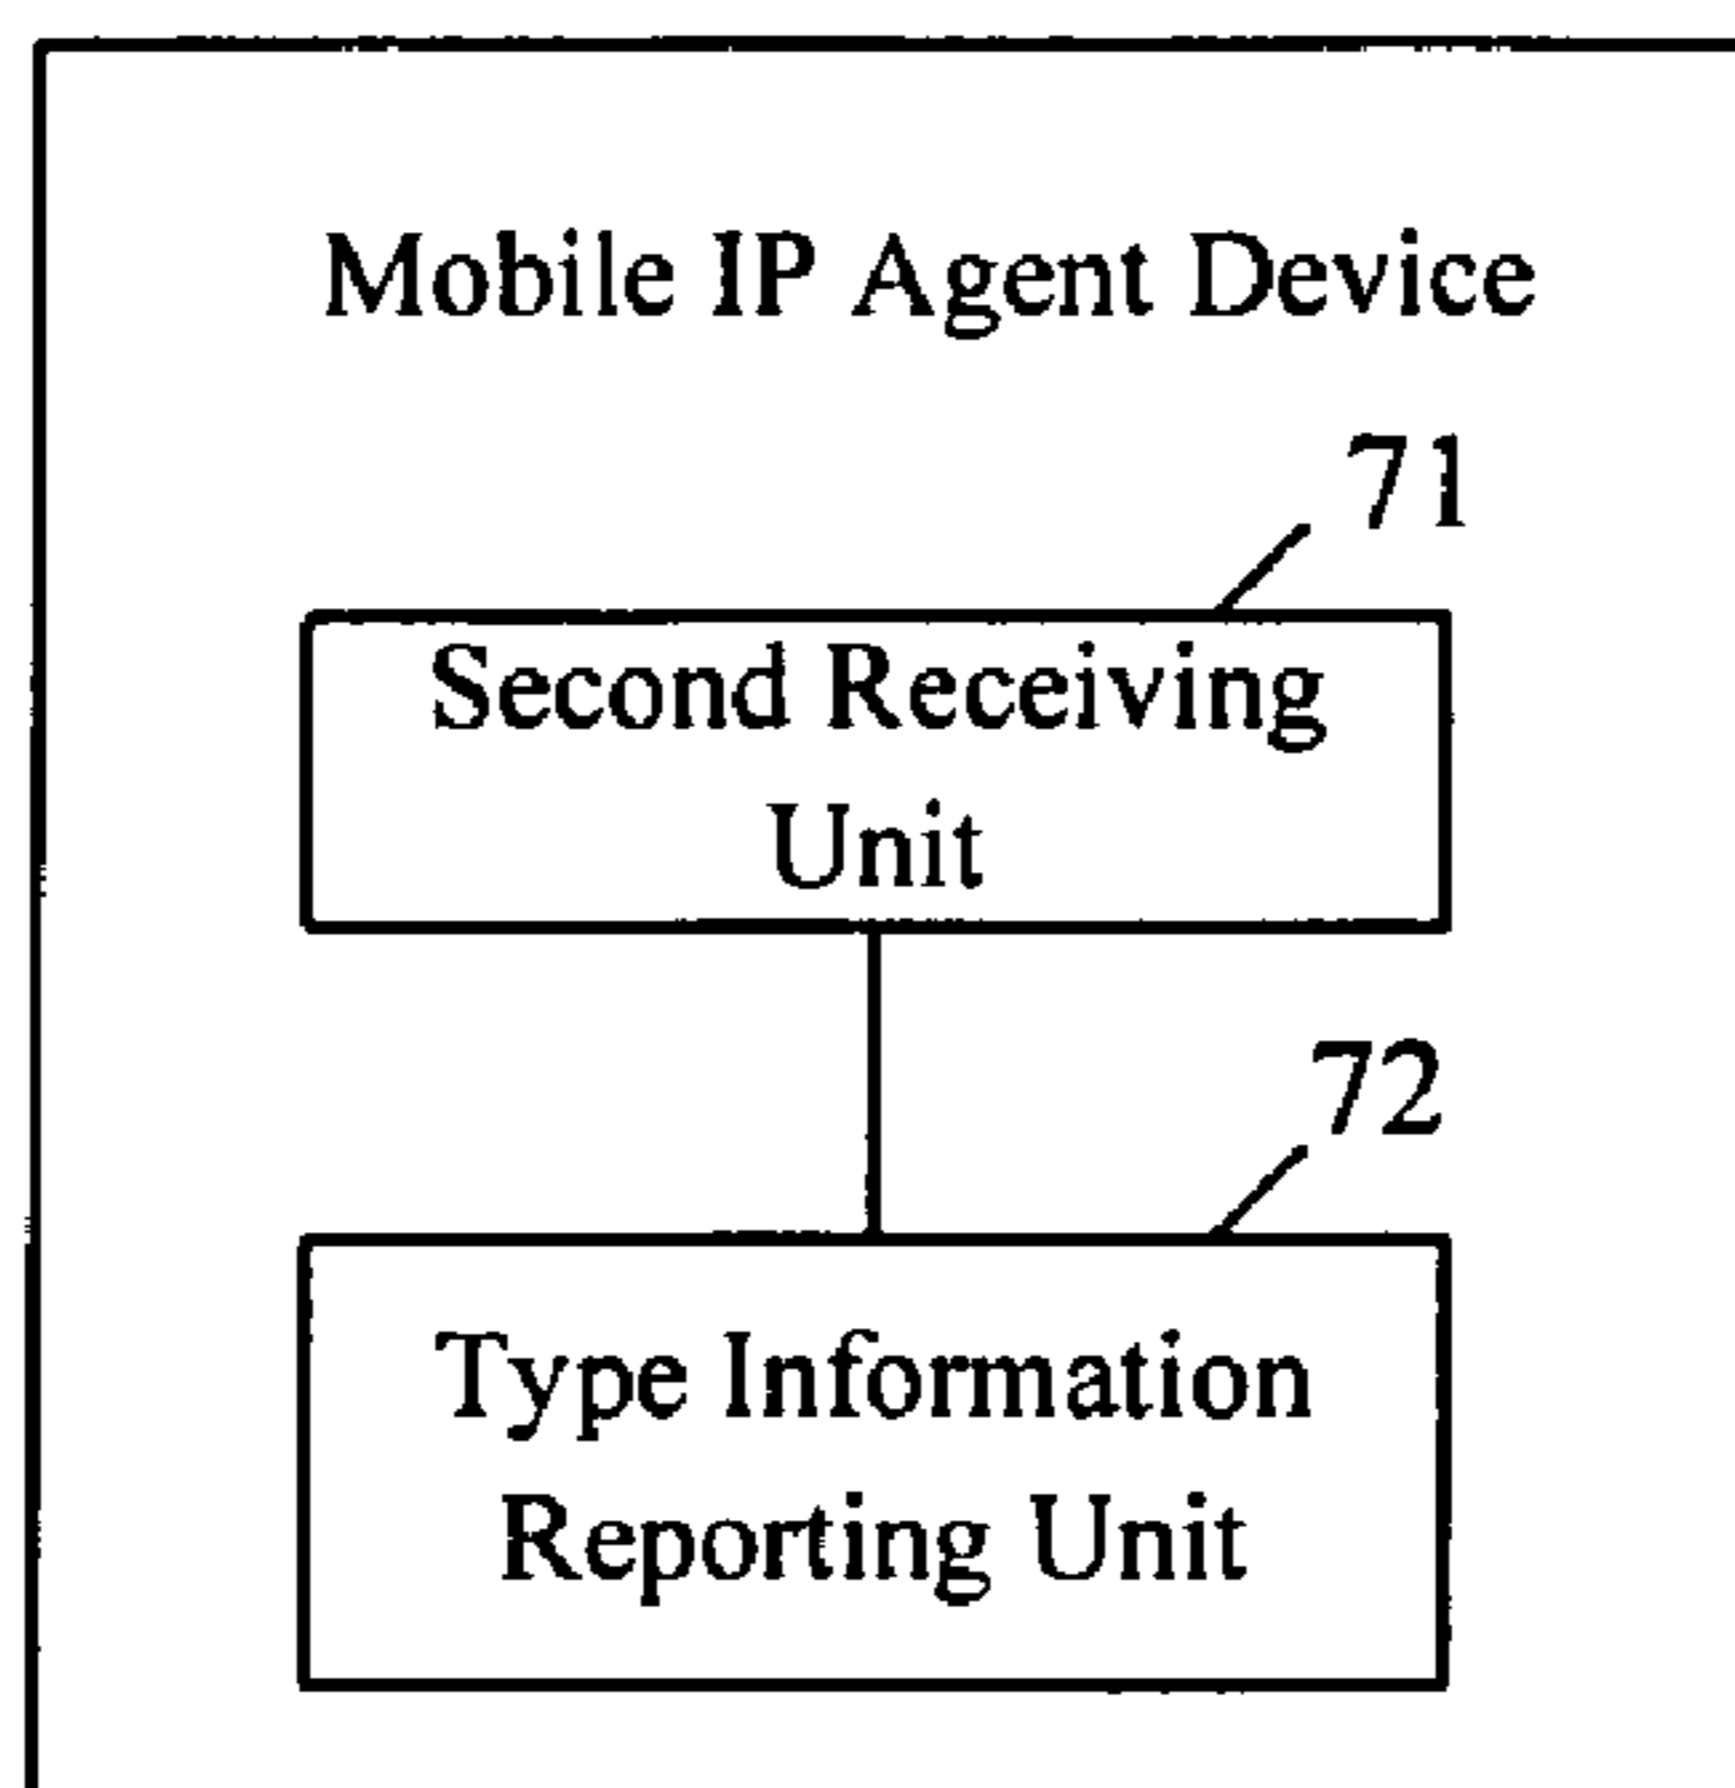 Mobile IP Agent Device
71
Second Receiving
Unit
72
Type Information
Reporting Unit